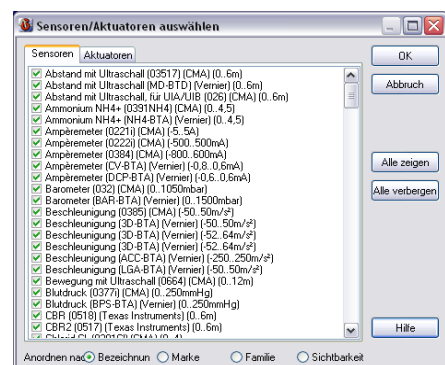 Sensoren/Aktuatoren auswählen
Sensoren Aktuatoren
Abstand mit Ultraschall (03517) (CMA) (0..6m)
Abstand mit Ultraschall (MD-BTD) (Vernier) (0..6m)
Abstand mit Ultraschall, für UIA/UIB (026) (CMA) (0..6m)
Ammonium NH4+ (0391NH4) (CMA) (0..4,5)
Ammonium NH4+ (NH4-BTA) (Vernier) (0..4,5)
Ampèremeter (0221i) (CMA) (-5..5A)
Ampèremeter (0222i) (CMA) (-500..500mA)
Ampèremeter (0384) (CMA) (-800..600mA)
Ampèremeter (CV-BTA) (Vernier) (-0,8..0,6mA)
Ampèremeter (DCP-BTA) (Vernier) (-0,6..0,6mA)
Barometer (032) (CMA) (0..1050mbar)
Barometer (BAR-BTA) (Vernier) (0..1500mbar)
Beschleunigung (0385) (CMA) (-50..50m/s²)
Beschleunigung (3D-BTA) (Vernier) (-50..50m/s²)
Beschleunigung (3D-BTA) (Vernier) (-52..64m/s²)
Beschleunigung (3D-BTA) (Vernier) (-52..64m/s²)
Beschleunigung (ACC-BTA) (Vernier) (-250..250m/s²)
Beschleunigung (LGA-BTA) (Vernier) (-50..50m/s²)
Bewegung mit Ultraschall (0664) (CMA) (0..12m)
Blutdruck (0377i) (CMA) (0..250mmHg)
Blutdruck (BPS-BTA) (Vernier) (0..250mmHg)
CBR (0518) (Texas Instruments) (0..6m)
CBR2 (0517) (Texas Instruments) (0..6m)
OK
Abbruch
Alle zeigen
Alle verbergen
Hilfe
Anordnen nac Bezeichnun Marke Familie Sichtbarkeit